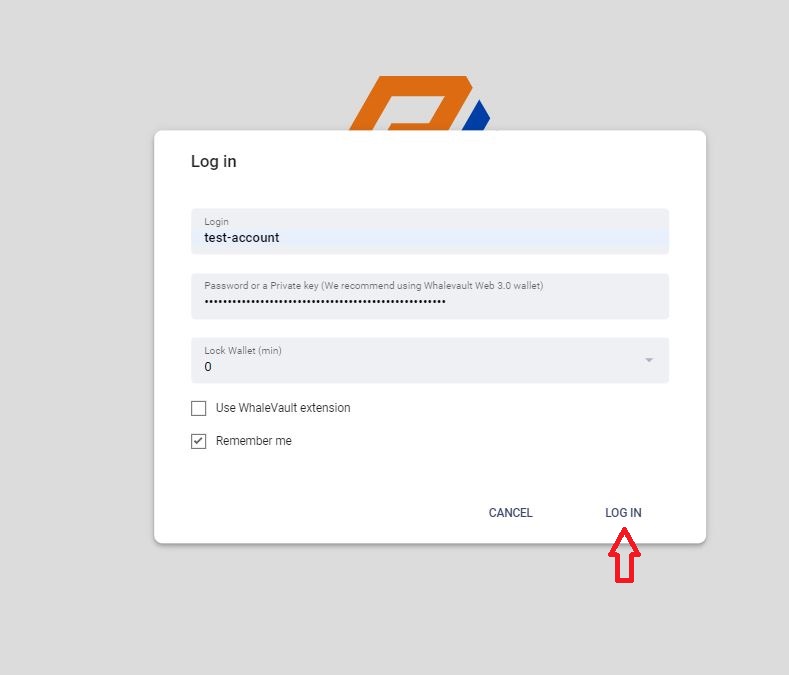 Log in
Login
test-account
Password or a Private key (We recommend using Whalevault Web 3.0 wallet)
Lock Wallet (min)
0
Use WhaleVault extension
Remember me
CANCEL
LOG IN